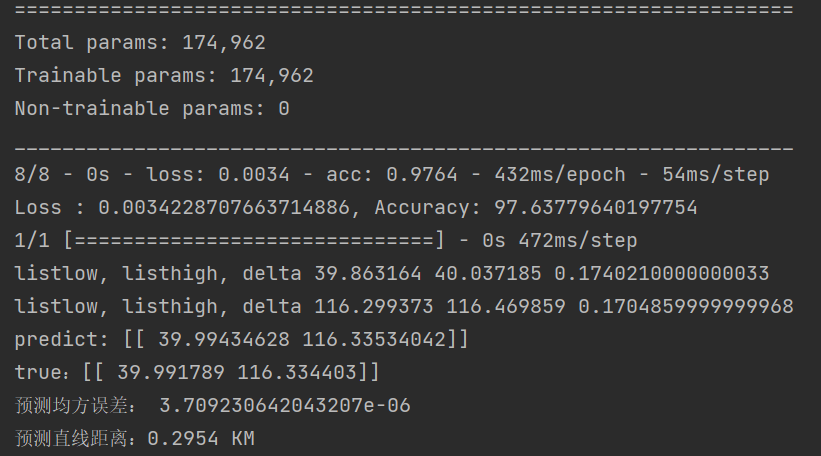 =================================================================
Total params: 174,962
Trainable params: 174,962
Non-trainable params: 0
_________________________________________________________________
8/8 - 0s - loss: 0.0034 - acc: 0.9764 - 432ms/epoch - 54ms/step
Loss : 0.0034228707663714886, Accuracy: 97.63779640197754
1/1 [==============================] - 0s 472ms/step
listlow, listhigh, delta 39.863164 40.037185 0.1740210000000033
listlow, listhigh, delta 116.299373 116.469859 0.1704859999999968
predict: [[ 39.99434628 116.33534042]]
true：[[ 39.991789 116.334403]]
预测均方误差： 3.709230642043207e-06
预测直线距离：0.2954 KM